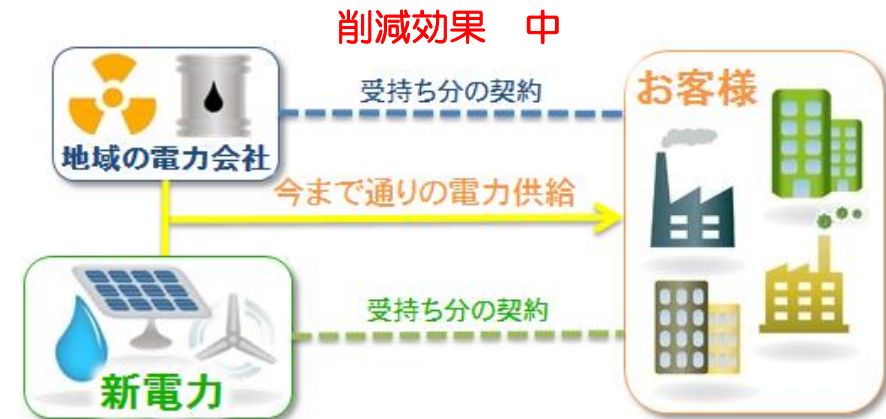 削減効果　中
受持ち分の契約
お客様
地域の電力会社
今まで通りの電力供給
受持ち分の契約
新電力